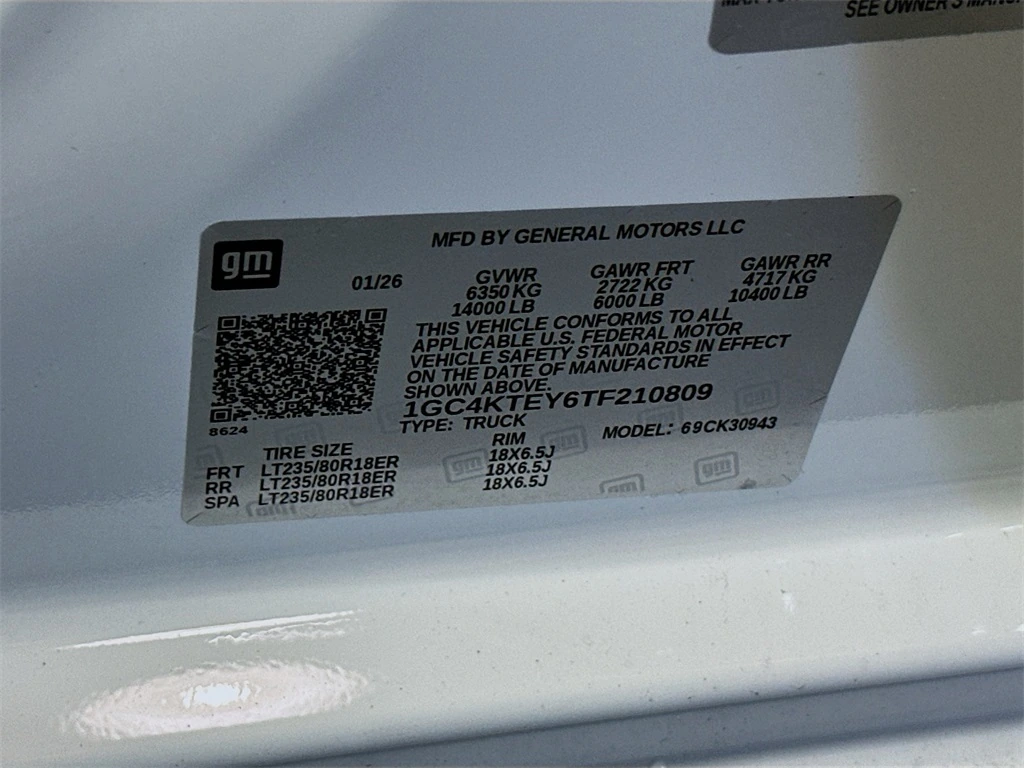 SEE OWNER'S MANUAL
MFD BY GENERAL MOTORS LLC
gm
01/26
GVWR GAWR FRT GAWR RR
6350 KG 2722 KG 4717 KG
14000 LB 6000 LB 10400 LB
THIS VEHICLE CONFORMS TO ALL
APPLICABLE U.S. FEDERAL MOTOR
VEHICLE SAFETY STANDARDS IN EFFECT
ON THE DATE OF MANUFACTURE
SHOWN ABOVE.
1GC4KTEY6TF210809
8624
TYPE: TRUCK MODEL: 69CK30943
TIRE SIZE RIM
FRT LT235/80R18ER 18X6.5J
RR LT235/80R18ER 18X6.5J
SPA LT235/80R18ER 18X6.5J